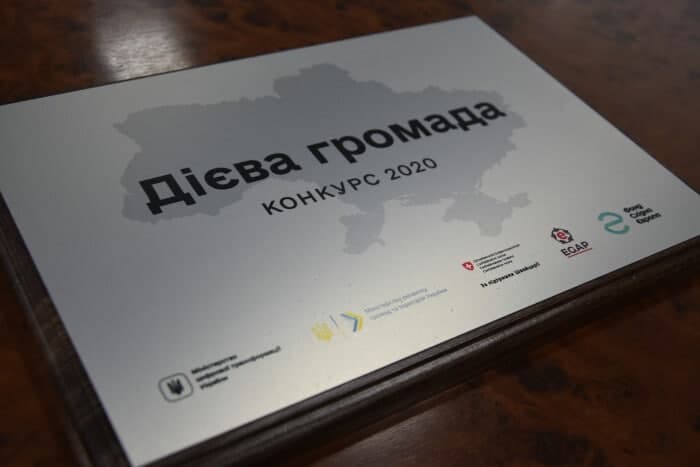 Дієва громада
КОНКУРС 2020
Міністерство
цифрової трансформації
України
Міністерство розвитку
громад та територій України
За підтримки Швейцарії
EGAP
Фонд
Східна
Європа